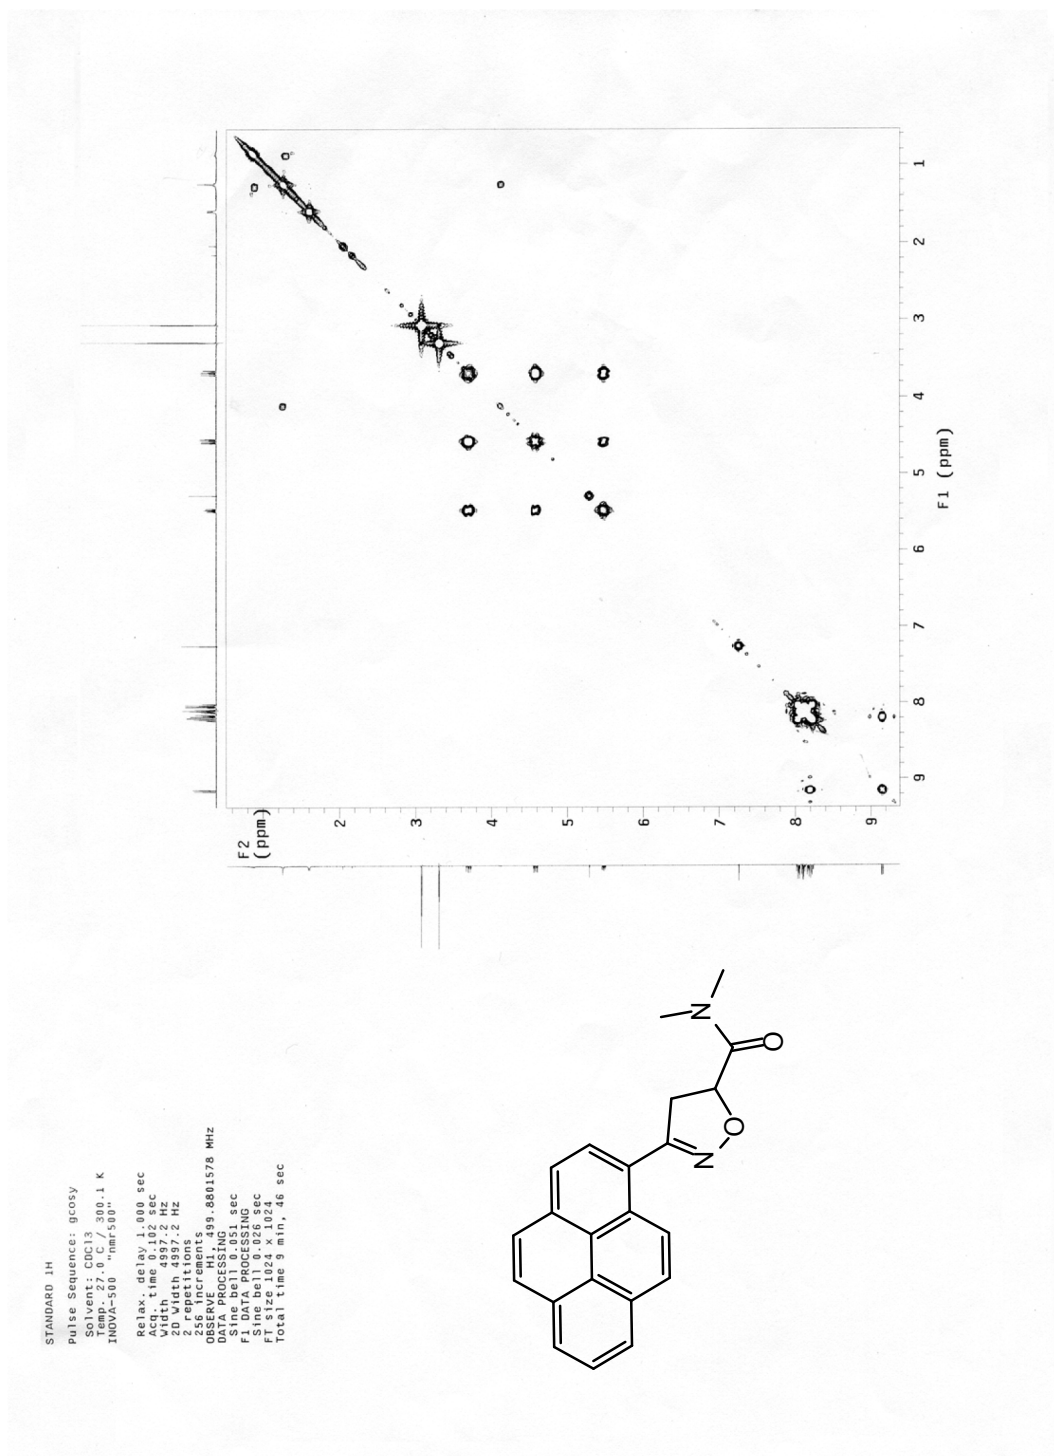 STANDARD 1H
Pulse Sequence: gcosy
Solvent: CDCl3
Temp. 27.0 C / 300.1 K
INOVA-500 "nmr500"
Relax. delay 1.000 sec
Acq. time 0.102 sec
Width 4997.2 Hz
2D Width 4997.2 Hz
2 repetitions
256 increments
OBSERVE H1, 499.8801578 MHz
DATA PROCESSING
Sine bell 0.051 sec
F1 DATA PROCESSING
Sine bell 0.026 sec
FT size 1024 x 1024
Total time 9 min, 46 sec
F2
(ppm)
2
3
4
5
6
7
8
9
F1 (ppm)
1
2
3
4
5
6
7
8
9
N
O
O
N